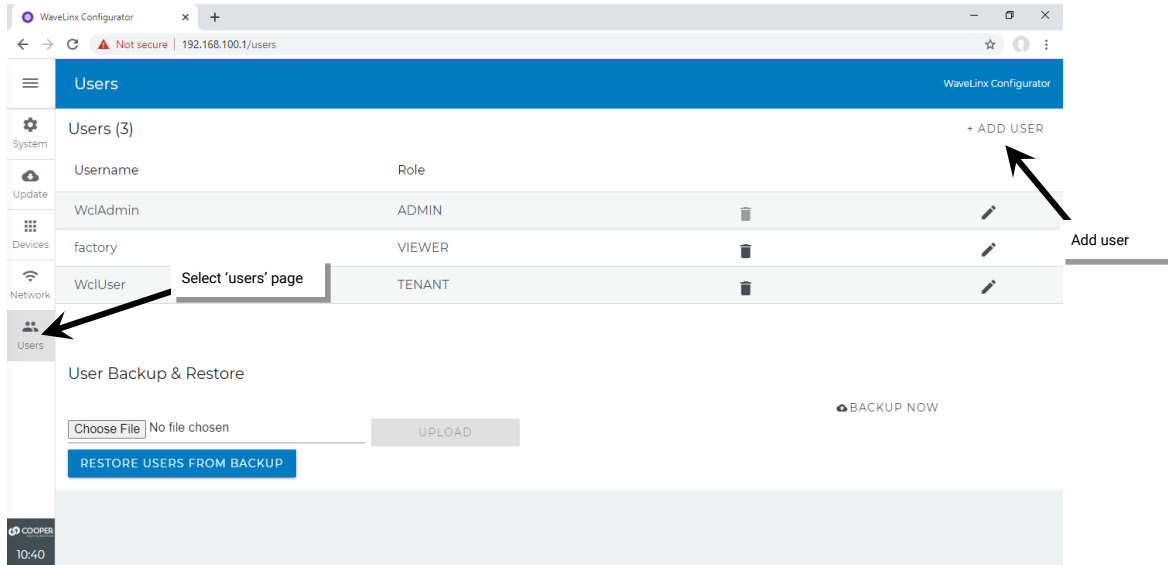 WaveLinx Configurator
Not secure | 192.168.100.1/users
Users
WaveLinx Configurator
System
Update
Devices
Network
Users
Users (3)
+ ADD USER
Username Role
WclAdmin ADMIN
factory VIEWER
WclUser TENANT
Select ‘users’ page
Add user
User Backup & Restore
BACKUP NOW
Choose File No file chosen
UPLOAD
RESTORE USERS FROM BACKUP
COOPER
10:40